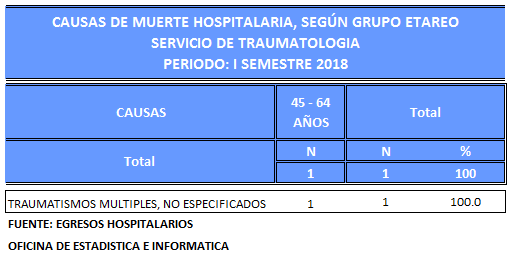 CAUSAS DE MUERTE HOSPITALARIA, SEGÚN GRUPO ETAREO
SERVICIO DE TRAUMATOLOGIA
PERIODO: I SEMESTRE 2018
CAUSAS 45 - 64 AÑOS Total
Total N N %
1 1 100
TRAUMATISMOS MULTIPLES, NO ESPECIFICADOS 1 1 100.0
FUENTE: EGRESOS HOSPITALARIOS
OFICINA DE ESTADISTICA E INFORMATICA